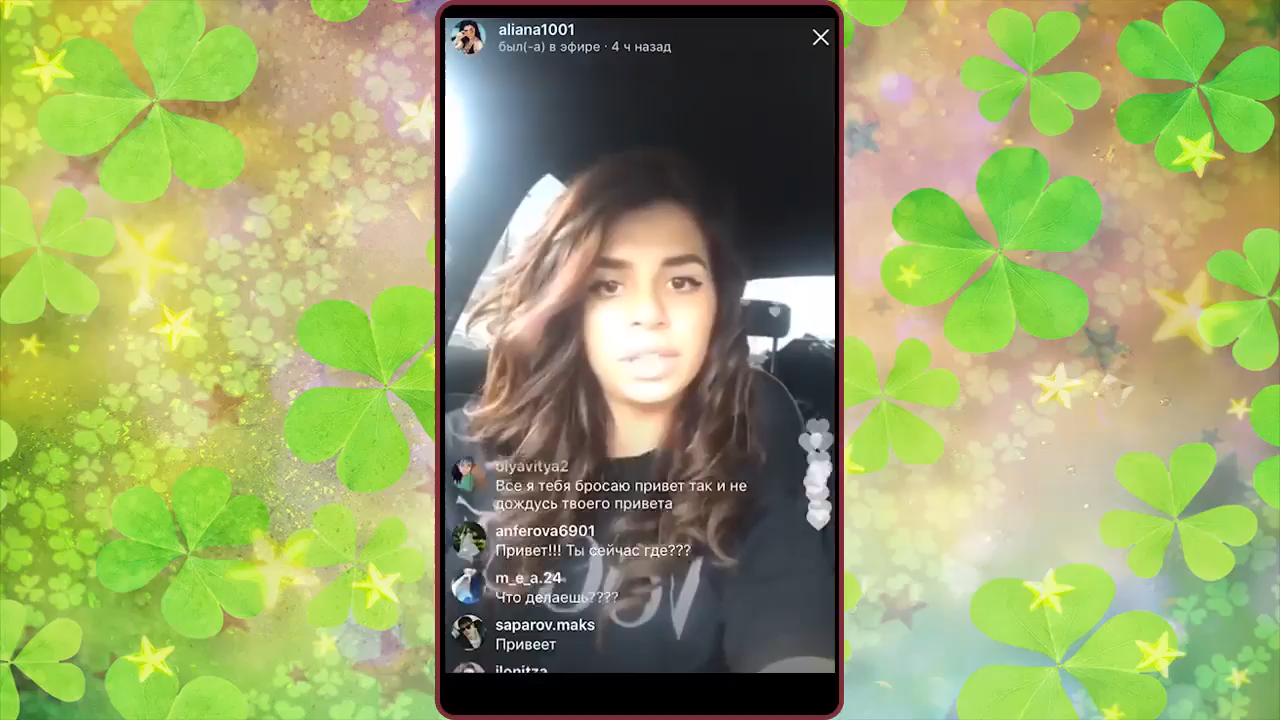 aliana1001
был(-а) в эфире · 4 ч назад
olyavitya2
Все я тебя бросаю привет так и не
дождусь твоего привета
anferova6901
Привет!!! Ты сейчас где???
m_e_a.24
Что делаешь????
saparov.maks
Привеет
ilonitza